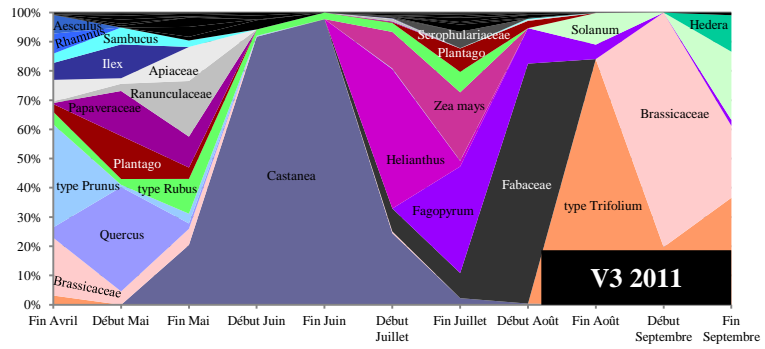 100%
90%
80%
70%
60%
50%
40%
30%
20%
10%
0%
Aesculus
Rhamnus
Sambucus
Ilex
Apiaceae
Ranunculaceae
Papaveraceae
Plantago
type Prunus
type Rubus
Quercus
Brassicaceae
Castanea
Scrophulariaceae
Plantago
Zea mays
Helianthus
Fagopyrum
Fabaceae
Solanum
type Trifolium
Brassicaceae
Hedera
V3 2011
Fin Avril
Début Mai
Fin Mai
Début Juin
Fin Juin
Début
Juillet
Fin Juillet
Début Août
Fin Août
Début
Septembre
Fin
Septembre